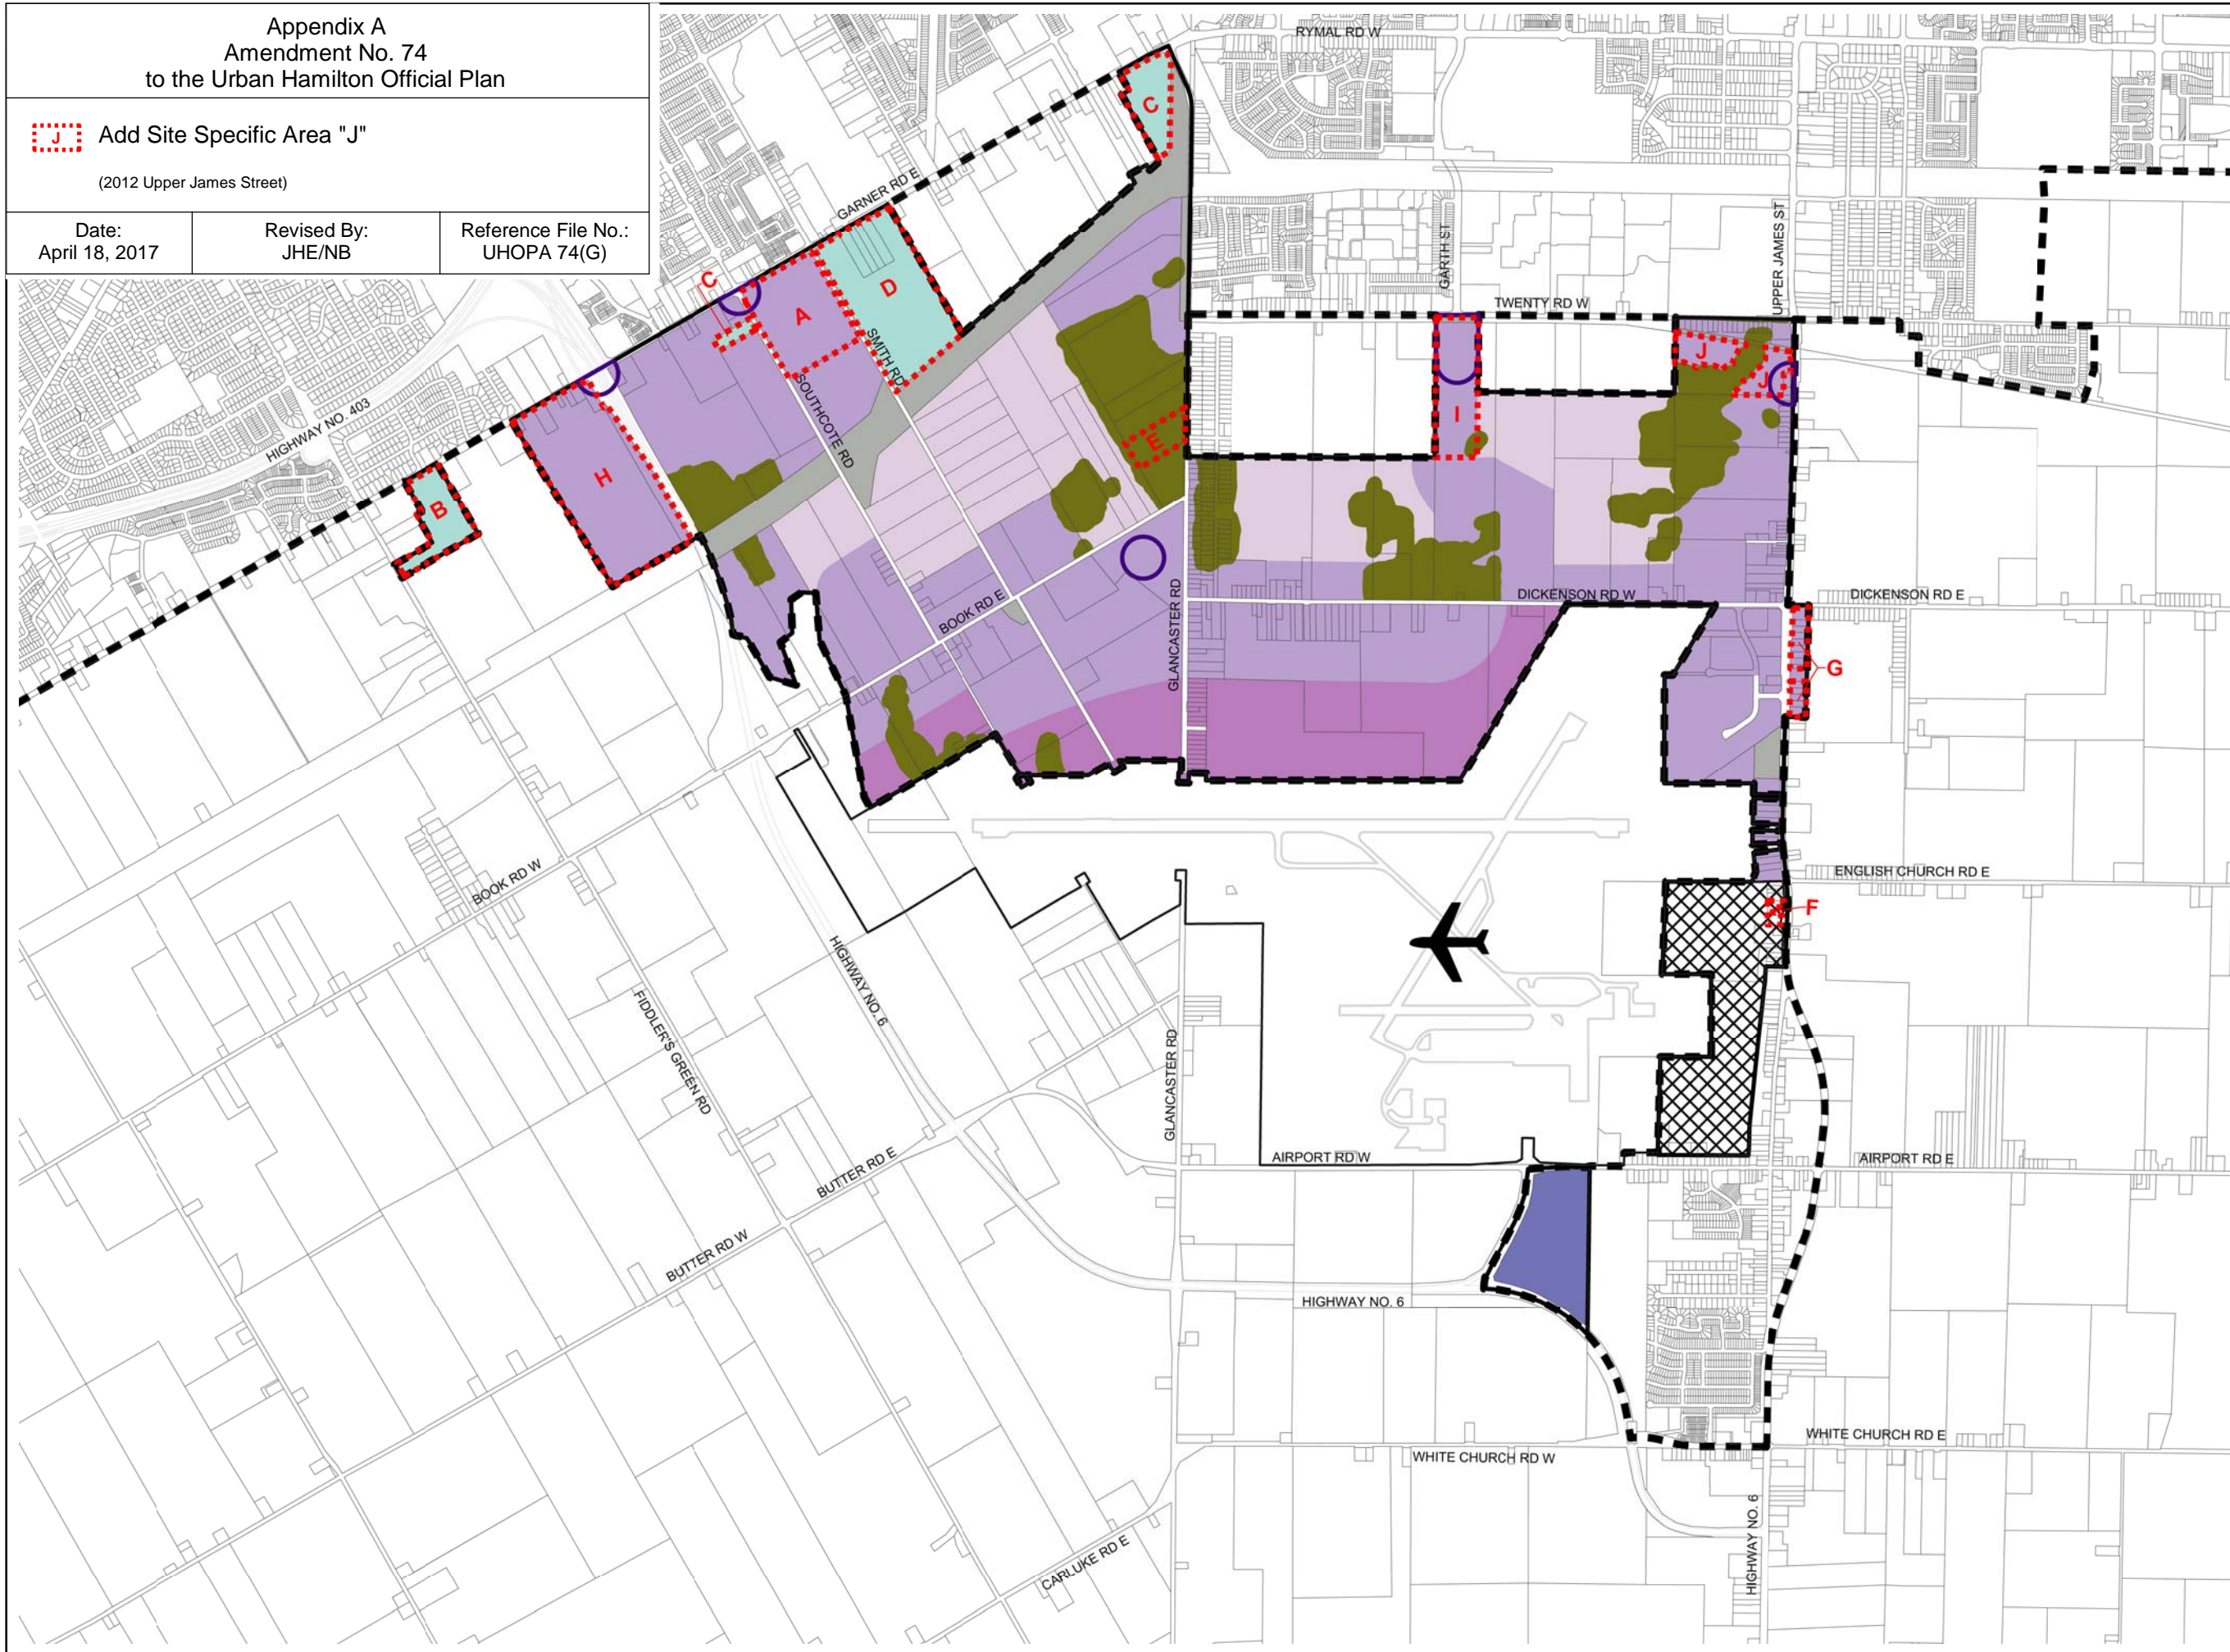 Appendix A
Amendment No. 74
to the Urban Hamilton Official Plan
J Add Site Specific Area "J"
(2012 Upper James Street)
Date:
April 18, 2017
Revised By:
JHE/NB
Reference File No.:
UHOPA 74(G)
RYMAL RD W
C
GARNER RD E
UPPER JAMES ST
GARTH ST
C
D
A
TWENTY RD W
SMITH RD
J
J
SOUTHCOTE RD
I
HIGHWAY NO. 403
E
H
B
DICKENSON RD W
DICKENSON RD E
BOOK RD E
GLANCASTER RD
G
BOOK RD W
ENGLISH CHURCH RD E
F
HIGHWAY NO. 6
FIDDLER'S GREEN RD
GLANCASTER RD
AIRPORT RD W
AIRPORT RD E
BUTTER RD E
BUTTER RD W
HIGHWAY NO. 6
WHITE CHURCH RD E
WHITE CHURCH RD W
HIGHWAY NO. 6
CARLUKE RD E